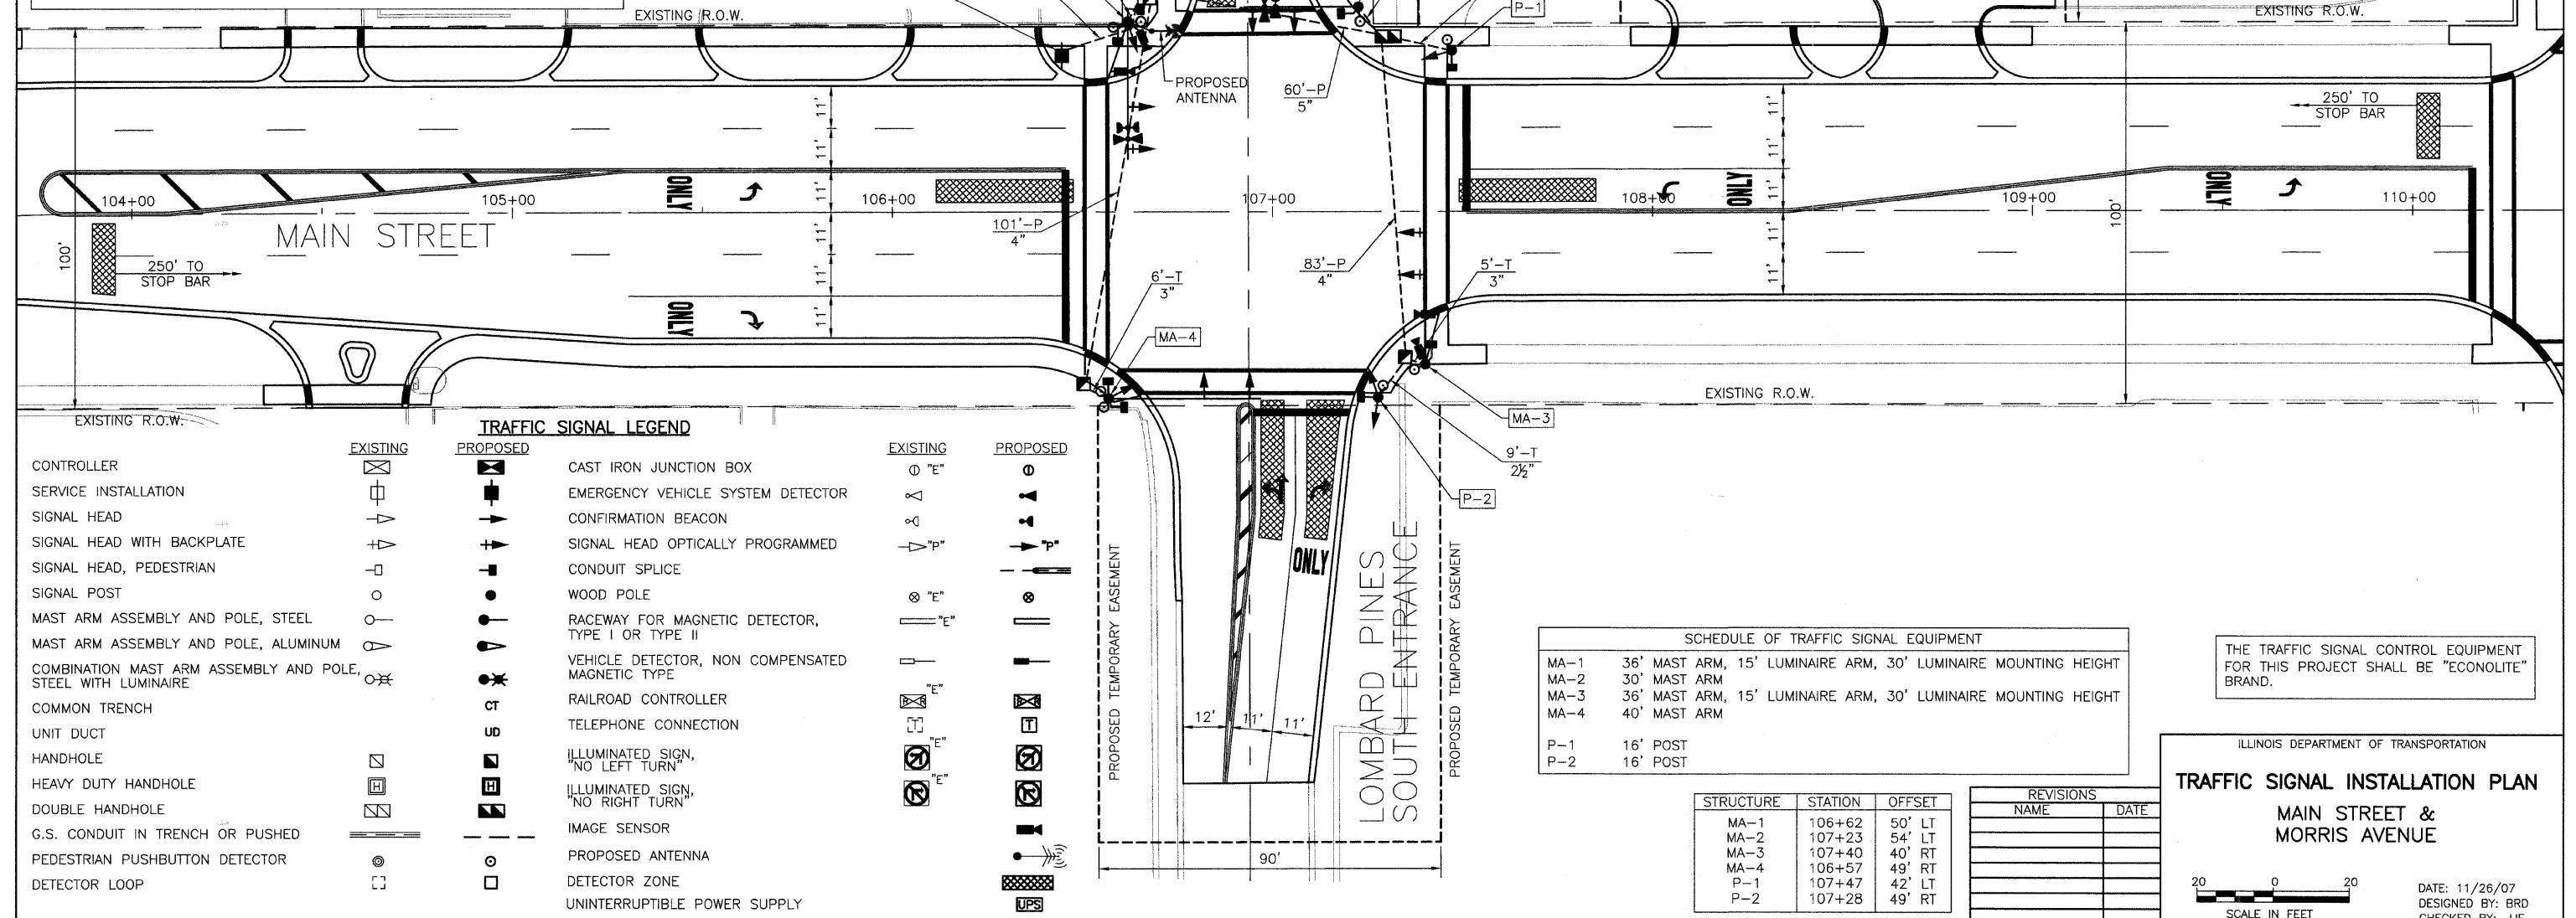 EXISTING R.O.W.
P-1
EXISTING R.O.W.
PROPOSED
ANTENNA
60'-P
5"
11'
11'
11'
11'
11'
11'
250' TO
STOP BAR
104+00
105+00
106+00
107+00
108+00
109+00
110+00
ONLY
ONLY
ONLY
MAIN STREET
100'
100'
101'-P
4"
83'-P
4"
250' TO
STOP BAR
6'-T
3"
5'-T
3"
11'
11'
11'
11'
ONLY
MA-4
EXISTING R.O.W.
EXISTING R.O.W.
MA-3
9'-T
2½"
P-2
ONLY
PROPOSED TEMPORARY EASEMENT
LOMBARD PINES
SOUTH ENTRANCE
PROPOSED TEMPORARY EASEMENT
12'
11'
11'
90'
TRAFFIC SIGNAL LEGEND
EXISTING PROPOSED
CONTROLLER
SERVICE INSTALLATION
SIGNAL HEAD
SIGNAL HEAD WITH BACKPLATE
SIGNAL HEAD, PEDESTRIAN
SIGNAL POST
MAST ARM ASSEMBLY AND POLE, STEEL
MAST ARM ASSEMBLY AND POLE, ALUMINUM
COMBINATION MAST ARM ASSEMBLY AND POLE,
STEEL WITH LUMINAIRE
COMMON TRENCH CT
UNIT DUCT UD
HANDHOLE
HEAVY DUTY HANDHOLE H H
DOUBLE HANDHOLE
G.S. CONDUIT IN TRENCH OR PUSHED
PEDESTRIAN PUSHBUTTON DETECTOR
DETECTOR LOOP
EXISTING PROPOSED
CAST IRON JUNCTION BOX "E"
EMERGENCY VEHICLE SYSTEM DETECTOR
CONFIRMATION BEACON
SIGNAL HEAD OPTICALLY PROGRAMMED "P" "P"
CONDUIT SPLICE
WOOD POLE "E"
RACEWAY FOR MAGNETIC DETECTOR, "E"
TYPE I OR TYPE II
VEHICLE DETECTOR, NON COMPENSATED
MAGNETIC TYPE
RAILROAD CONTROLLER "E"
TELEPHONE CONNECTION T T
ILLUMINATED SIGN, "E"
"NO LEFT TURN"
ILLUMINATED SIGN, "E"
"NO RIGHT TURN"
IMAGE SENSOR
PROPOSED ANTENNA
DETECTOR ZONE
UNINTERRUPTIBLE POWER SUPPLY UPS
SCHEDULE OF TRAFFIC SIGNAL EQUIPMENT
MA-1 36' MAST ARM, 15' LUMINAIRE ARM, 30' LUMINAIRE MOUNTING HEIGHT
MA-2 30' MAST ARM
MA-3 36' MAST ARM, 15' LUMINAIRE ARM, 30' LUMINAIRE MOUNTING HEIGHT
MA-4 40' MAST ARM
P-1 16' POST
P-2 16' POST
THE TRAFFIC SIGNAL CONTROL EQUIPMENT
FOR THIS PROJECT SHALL BE "ECONOLITE"
BRAND.
STRUCTURE STATION OFFSET
MA-1 106+62 50' LT
MA-2 107+23 54' LT
MA-3 107+40 40' RT
MA-4 106+57 49' RT
P-1 107+47 42' LT
P-2 107+28 49' RT
REVISIONS
NAME DATE
ILLINOIS DEPARTMENT OF TRANSPORTATION
TRAFFIC SIGNAL INSTALLATION PLAN
MAIN STREET &
MORRIS AVENUE
20 0 20
SCALE IN FEET
DATE: 11/26/07
DESIGNED BY: BRD
CHECKED BY: